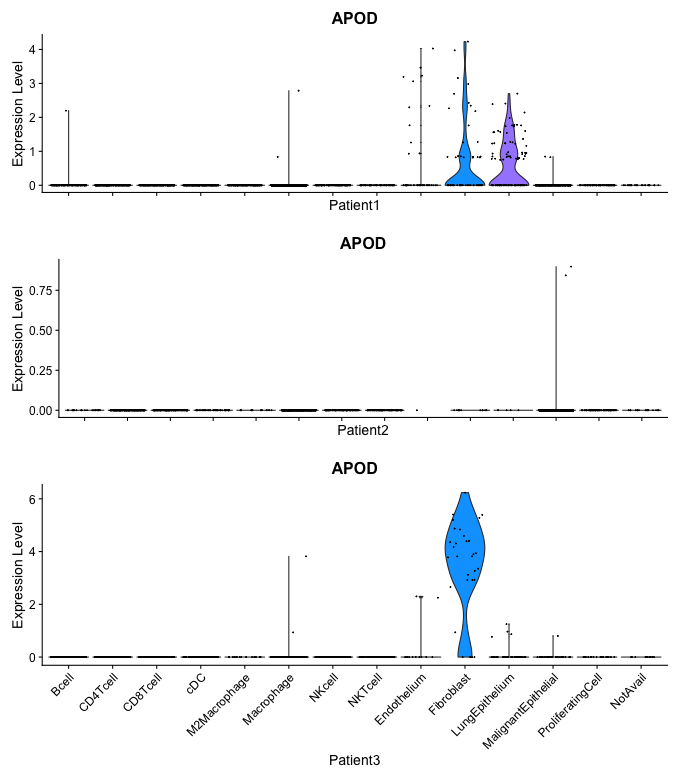 APOD
Expression Level
4
3
2
1
0
Patient1
APOD
Expression Level
0.75
0.50
0.25
0.00
Patient2
APOD
Expression Level
6
4
2
0
Bcell
CD4Tcell
CD8Tcell
cDC
M2Macrophage
Macrophage
NKcell
NKTcell
Endothelium
Fibroblast
LungEpithelium
MalignantEpithelial
ProliferatingCell
NotAvail
Patient3